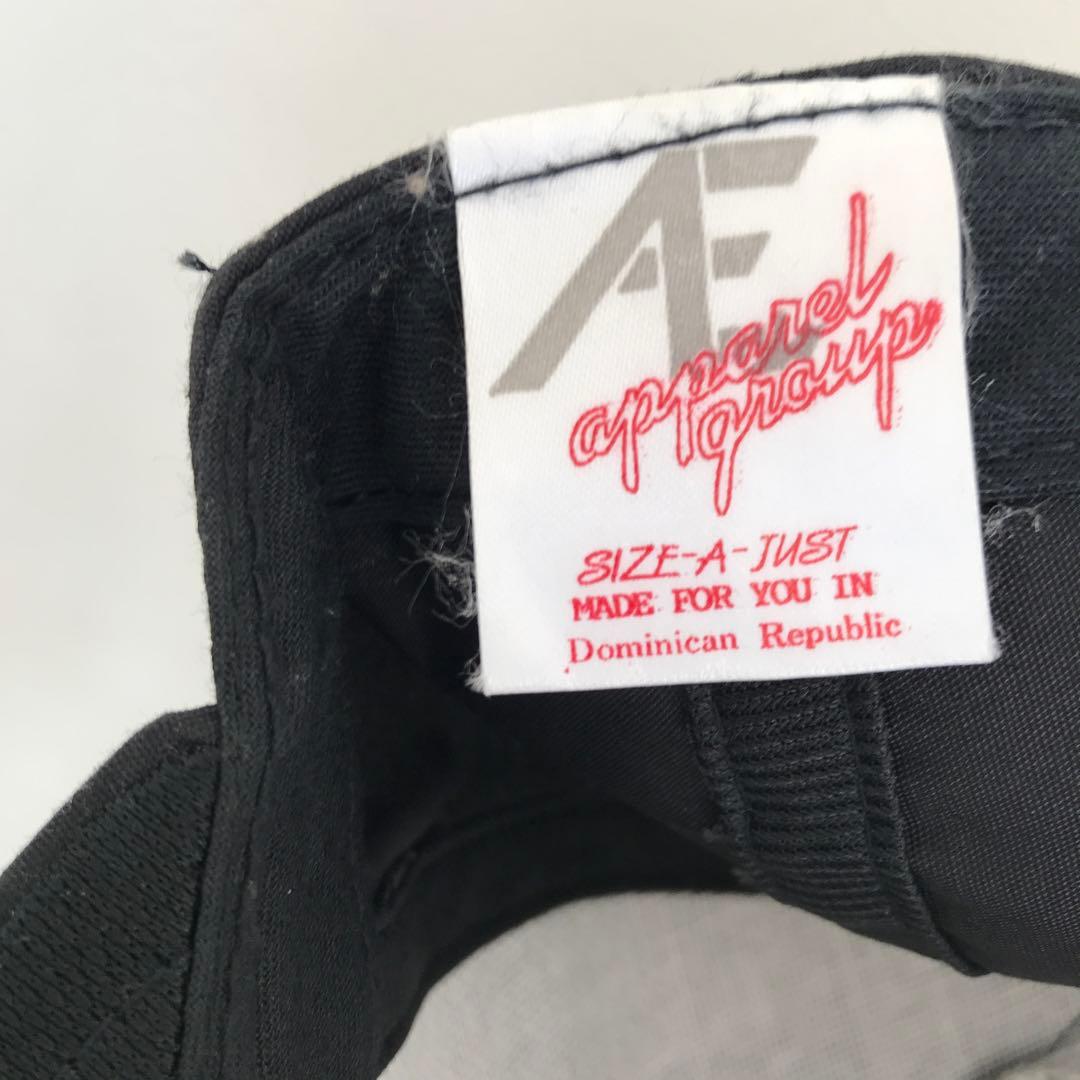 AE
apparel
group
SIZE-A-JUST
MADE FOR YOU IN
Dominican Republic